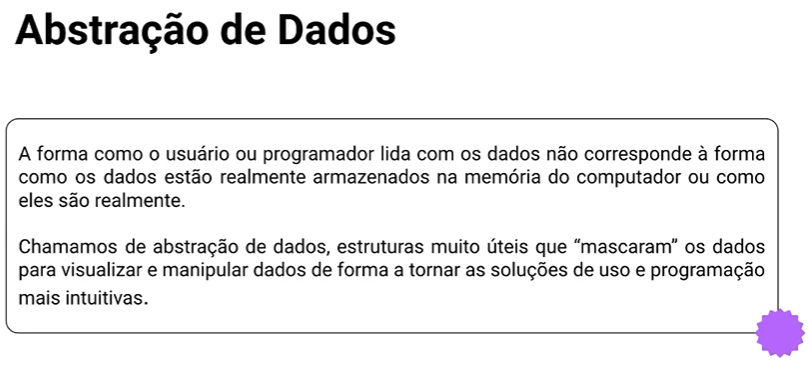 Abstração de Dados
A forma como o usuário ou programador lida com os dados não corresponde à forma
como os dados estão realmente armazenados na memória do computador ou como
eles são realmente.
Chamamos de abstração de dados, estruturas muito úteis que “mascaram” os dados
para visualizar e manipular dados de forma a tornar as soluções de uso e programação
mais intuitivas.